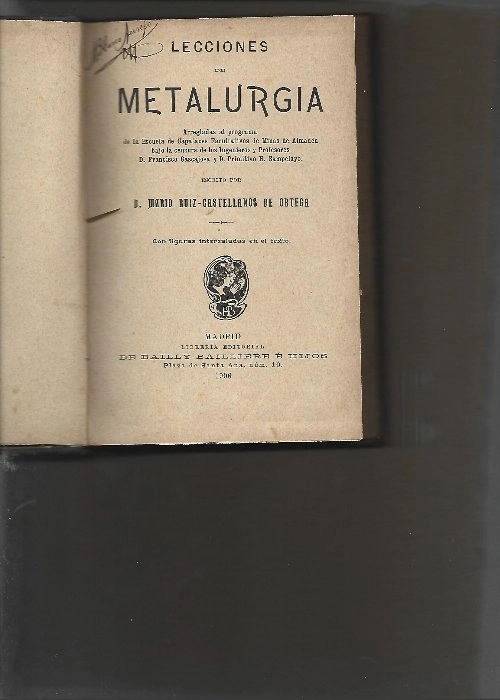 LECCIONES
DE
METALURGIA
Arregladas al programa
de la Escuela de Capataces Facultativos de Minas de Almadén
bajo la censura de los Ingenieros y Profesores
D. Francisco Gascajosa y D. Primitivo H. Sampelayo.
ESCRITO POR
D. MARIO RUIZ-CASTELLANOS DE ORTEGA
Con figuras intercaladas en el texto.
MADRID
LIBRERÍA EDITORIAL
DE BAILLY BAILLIERE É HIJOS
Plaza de Santa Ana, núm. 10.